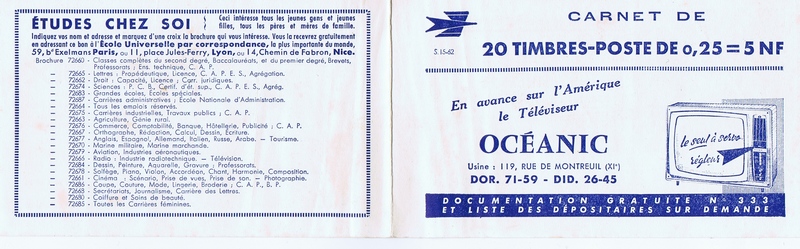 ÉTUDES CHEZ SOI
Ceci intéresse tous les jeunes gens et jeunes
filles, tous les pères et mères de famille.
Indiquez vos nom et adresse et marquez d'une croix la brochure qui vous intéresse. Vous la recevrez gratuitement
en adressant ce bon à l'École Universelle par correspondance, la plus importante du monde,
59, bd Exelmans Paris, ou 11, place Jules-Ferry, Lyon, ou 14, Chemin de Fabron, Nice.
Brochure 72660 - Classes complètes du second degré, Baccalauréats, et du premier degré, Brevets,
Professorats : Ens. technique, C. A. P.
— 72665 - Lettres : Propédeutique, Licence, C. A. P. E. S., Agrégation.
— 72662 - Droit : Capacité, Licence ; Carr. juridiques.
— 72674 - Sciences : P. C. B., Certif. d'ét. sup., C. A. P. E. S., Agrég.
— 72683 - Grandes écoles, Ecoles spéciales.
— 72687 - Carrières administratives : Ecole Nationale d'Administration.
— 72664 - Tous les emplois réservés.
— 72675 - Carrières industrielles, Travaux publics ; C. A. P.
— 72663 - Agriculture, Génie rural.
— 72676 - Commerce, Comptabilité, Banque, Hôtellerie, Publicité ; C. A. P.
— 72667 - Orthographe, Rédaction, Calcul, Dessin, Écriture.
— 72677 - Anglais, Espagnol, Allemand, Italien, Russe, Arabe. — Tourisme.
— 72670 - Marine militaire, Marine marchande.
— 72679 - Aviation, Industries aéronautiques.
— 72666 - Radio : Industrie radiotechnique. — Télévision.
— 72684 - Dessin, Peinture, Aquarelle, Gravure : Professorats.
— 72678 - Solfège, Piano, Violon, Accordéon, Chant, Harmonie, Composition.
— 72661 - Cinéma : Scénario, Prise de vues, Prise de son. — Photographie.
— 72686 - Coupe, Couture, Mode, Lingerie, Broderie ; C. A. P., B. P.
— 72668 - Secrétariats, Journalisme, Carrière des Lettres.
— 72680 - Coiffure et Soins de beauté.
— 72685 - Toutes les Carrières féminines.
S. 15-62
CARNET DE
20 TIMBRES-POSTE DE 0,25 = 5 NF
En avance sur l'Amérique
le Téléviseur
OCÉANIC
Usine : 119, RUE DE MONTREUIL (XIe)
DOR. 71-59 - DID. 26-45
le seul à servo
régleur
DOCUMENTATION GRATUITE N° 333
ET LISTE DES DÉPOSITAIRES SUR DEMANDE